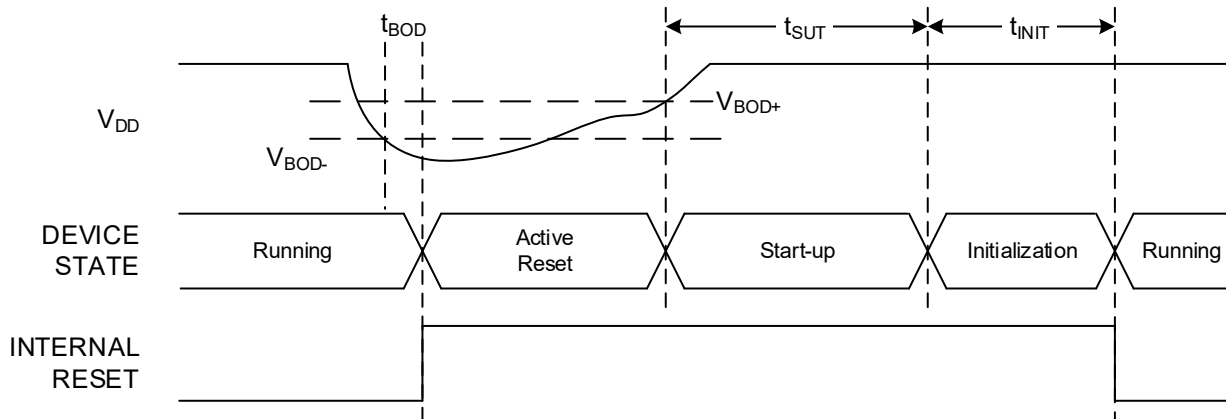 tBOD
tSUT
tINIT
VDD
VBOD+
VBOD-
DEVICE
STATE
Running
Active
Reset
Start-up
Initialization
Running
INTERNAL
RESET